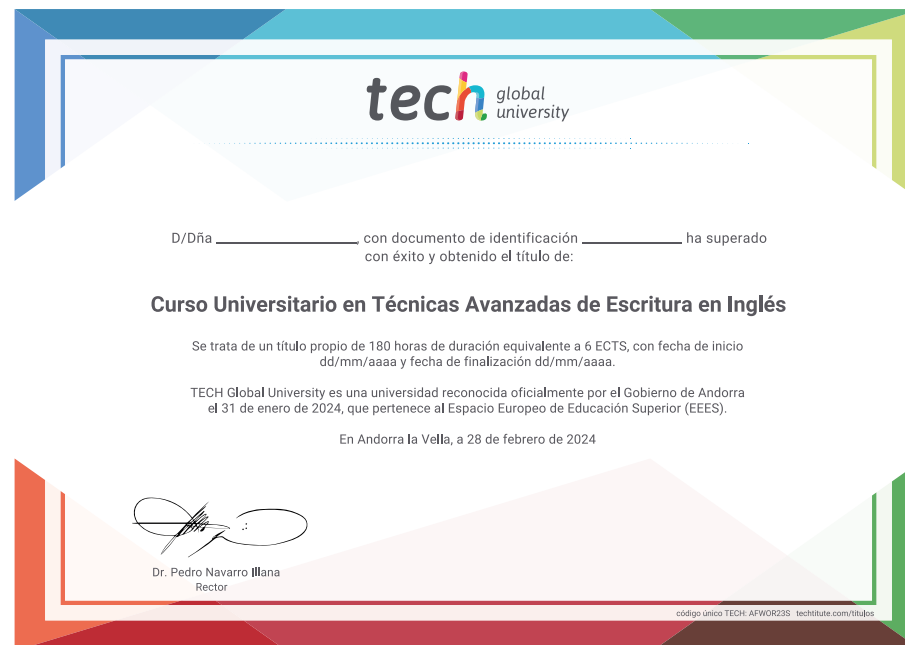 tech global university
D/Dña ____________________, con documento de identificación ______________ ha superado
con éxito y obtenido el título de:
Curso Universitario en Técnicas Avanzadas de Escritura en Inglés
Se trata de un título propio de 180 horas de duración equivalente a 6 ECTS, con fecha de inicio
dd/mm/aaaa y fecha de finalización dd/mm/aaaa.
TECH Global University es una universidad reconocida oficialmente por el Gobierno de Andorra
el 31 de enero de 2024, que pertenece al Espacio Europeo de Educación Superior (EEES).
En Andorra la Vella, a 28 de febrero de 2024
Dr. Pedro Navarro Illana
Rector
código único TECH: AFWOR23S techtitute.com/titulos